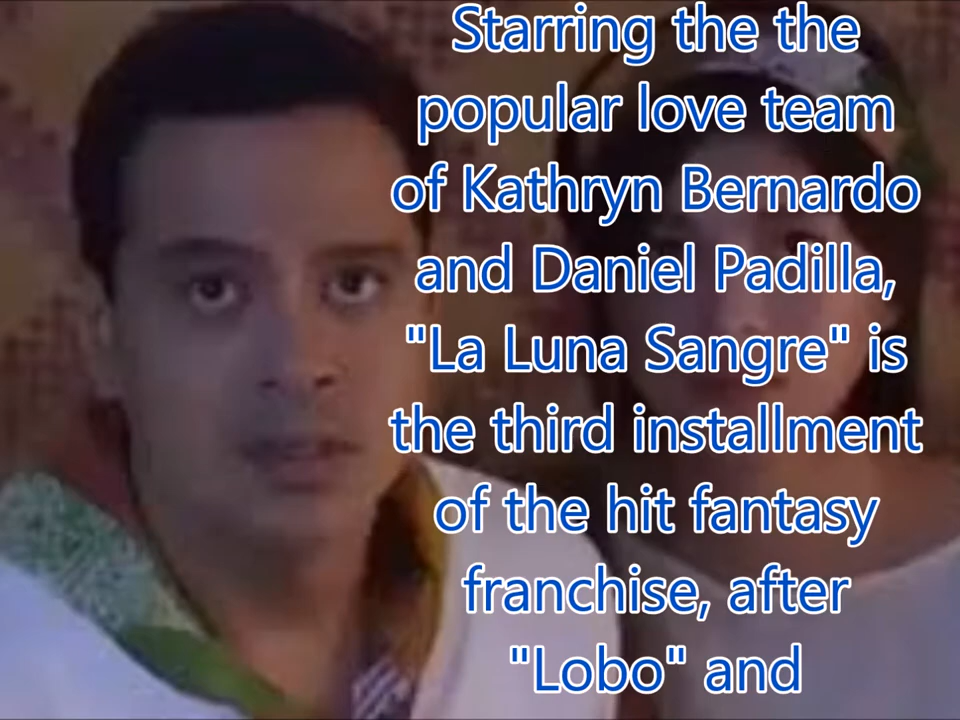 Starring the the
popular love team
of Kathryn Bernardo
and Daniel Padilla,
"La Luna Sangre" is
the third installment
of the hit fantasy
franchise, after
"Lobo" and